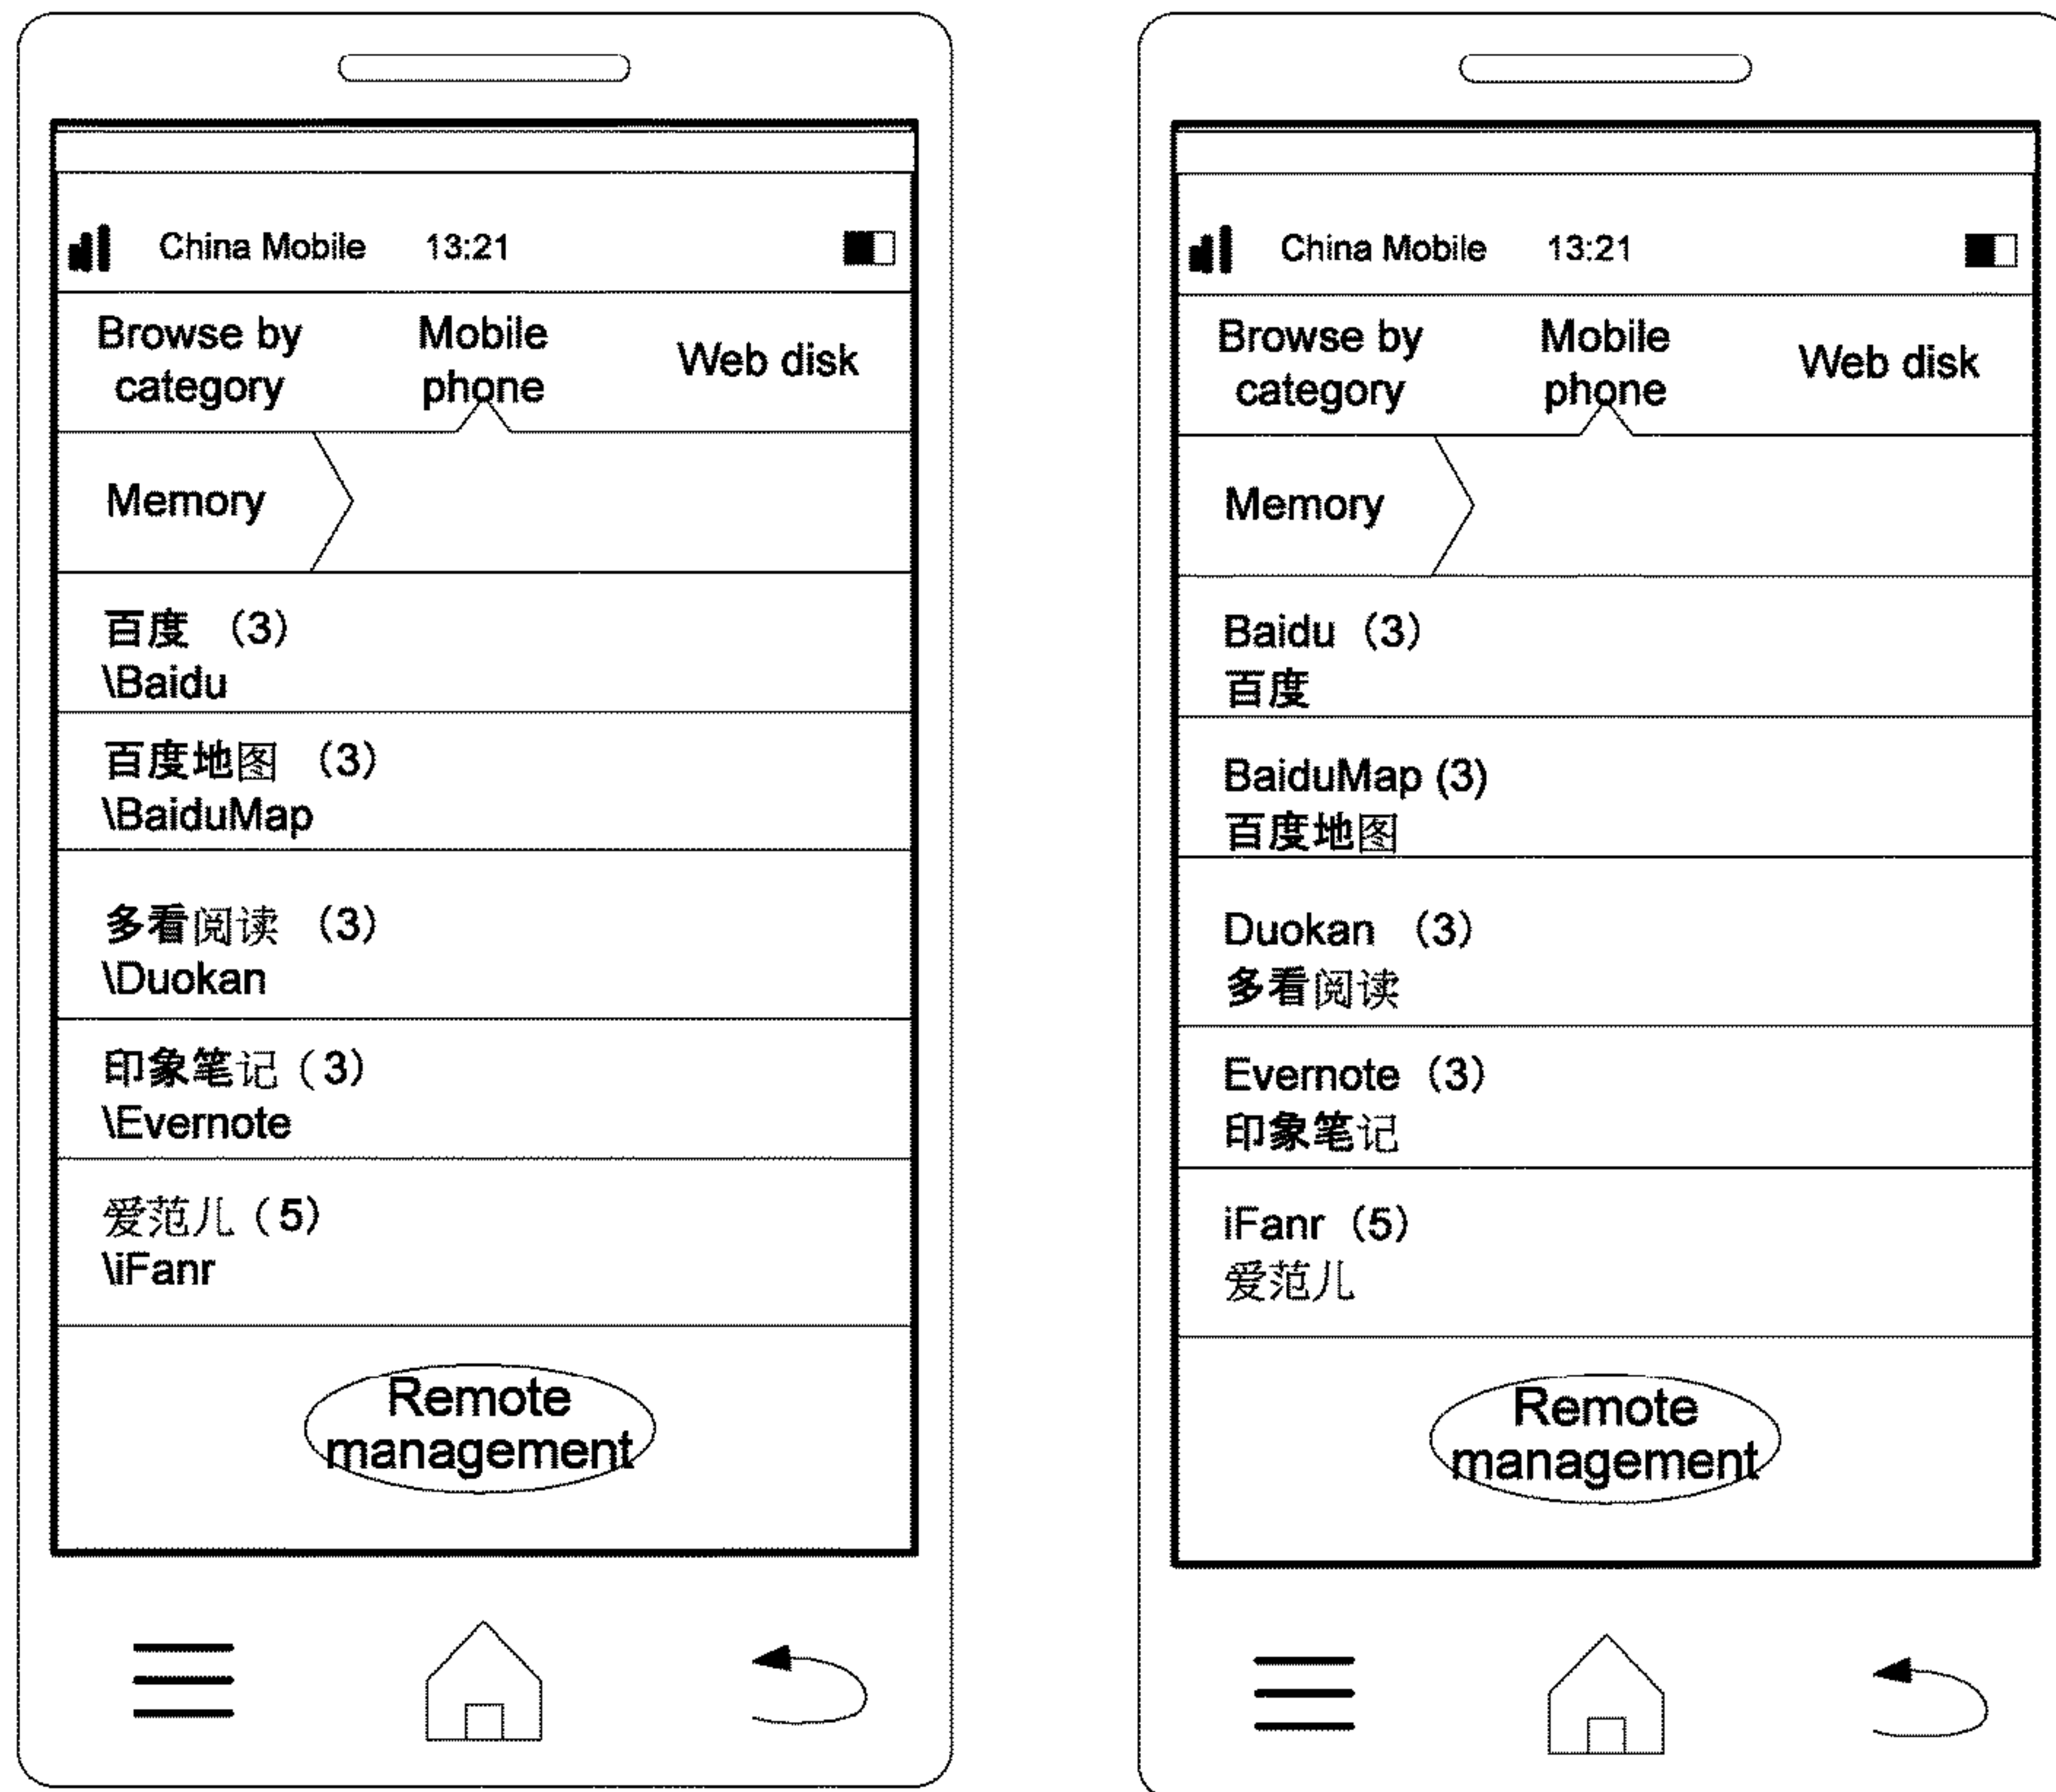 China Mobile 13:21
Browse by category
Mobile phone
Web disk
Memory
百度 （3）
\Baidu
百度地图 （3）
\BaiduMap
多看阅读 （3）
\Duokan
印象笔记（3）
\Evernote
爱范儿（5）
\iFanr
Remote
management
China Mobile 13:21
Browse by category
Mobile phone
Web disk
Memory
Baidu（3）
百度
BaiduMap (3)
百度地图
Duokan （3）
多看阅读
Evernote（3）
印象笔记
iFanr（5）
爱范儿
Remote
management